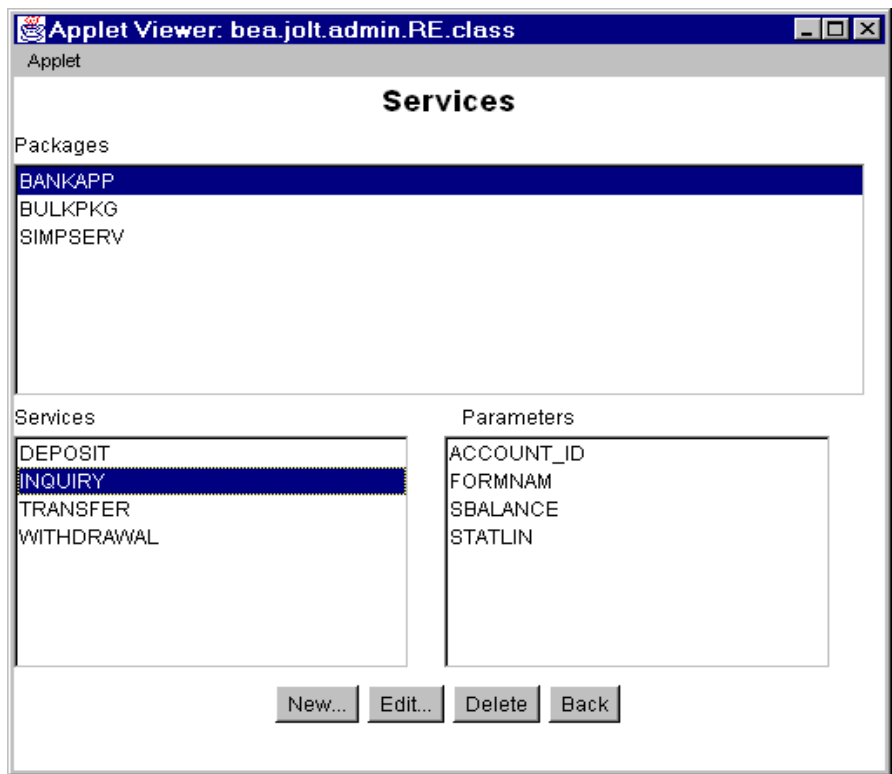 Applet Viewer: bea.jolt.admin.RE.class
Applet
Services
Packages
BANKAPP
BULKPKG
SIMPSERV
Services
DEPOSIT
INQUIRY
TRANSFER
WITHDRAWAL
Parameters
ACCOUNT_ID
FORMNAM
SBALANCE
STATLIN
New... Edit... Delete Back